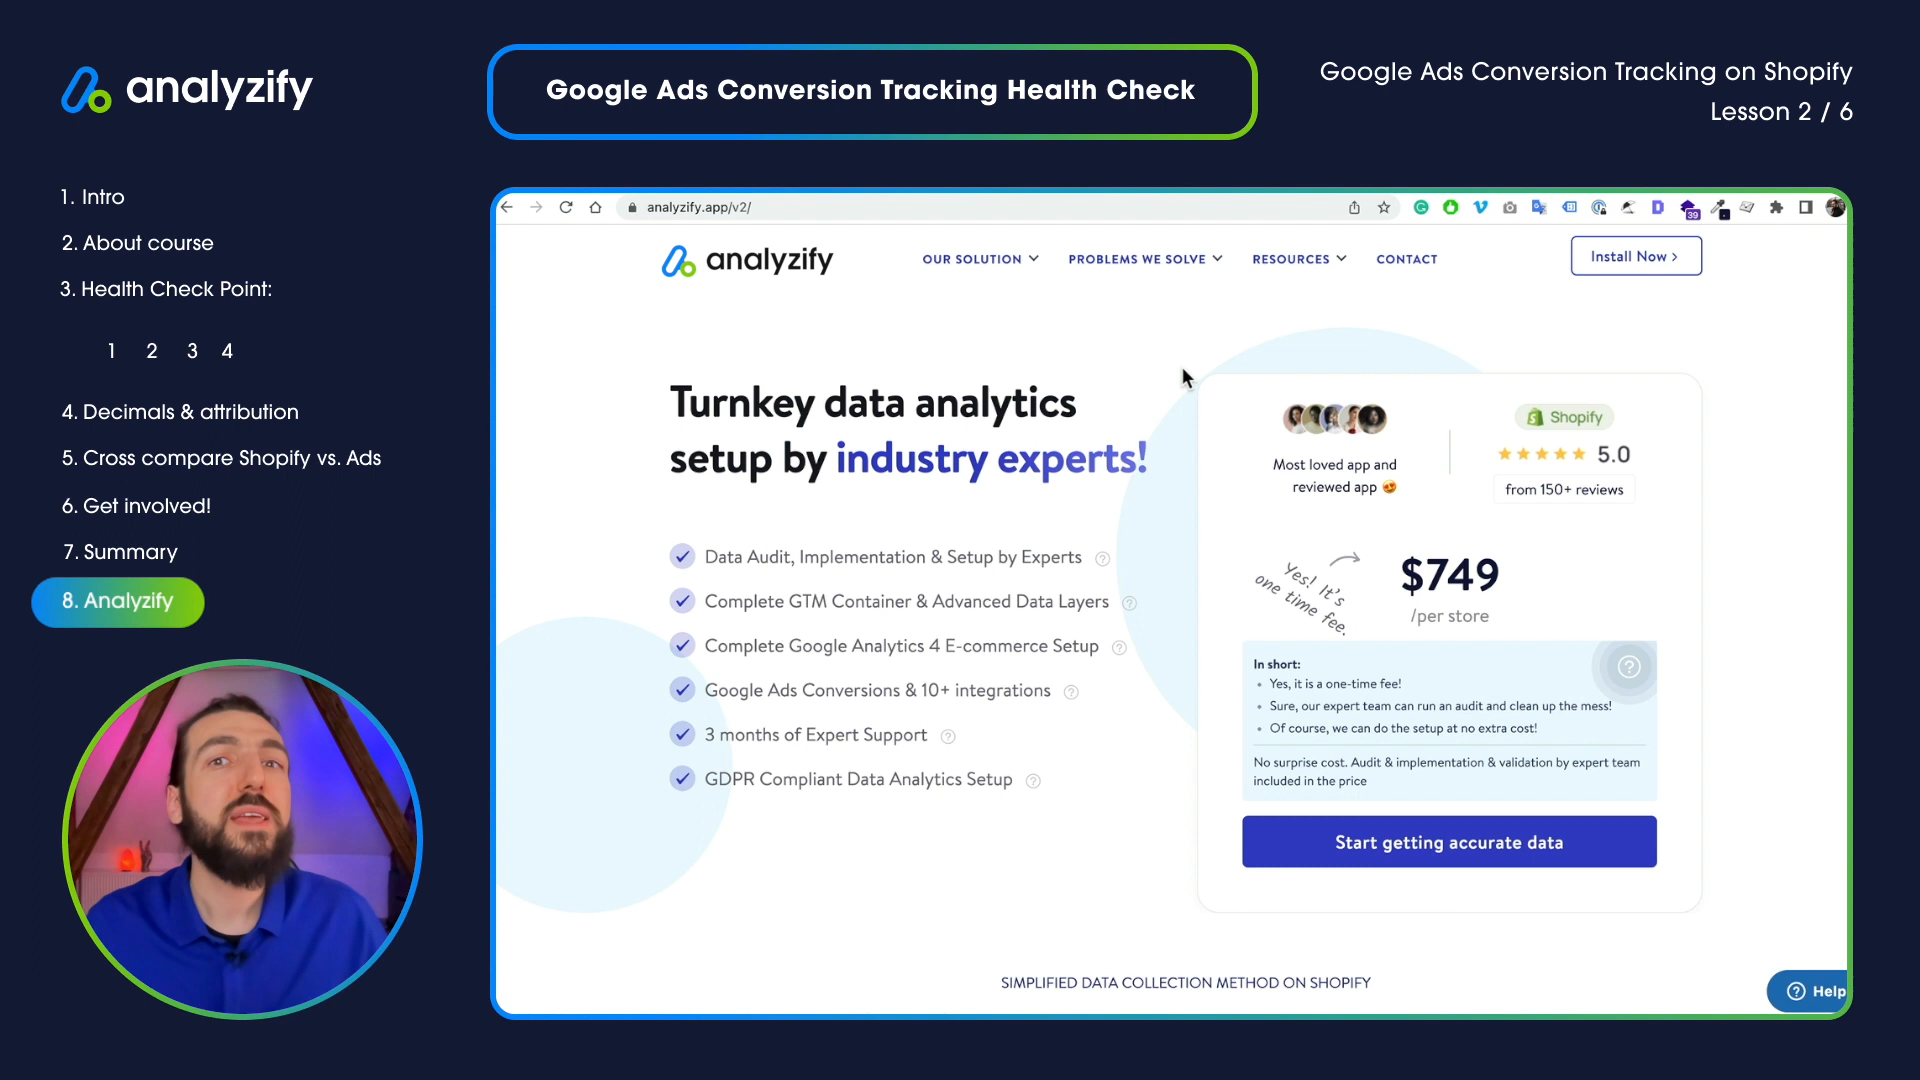 analyzify
Google Ads Conversion Tracking Health Check
Google Ads Conversion Tracking on Shopify
Lesson 2 / 6
1. Intro
2. About course
3. Health Check Point:
1 2 3 4
4. Decimals & attribution
5. Cross compare Shopify vs. Ads
6. Get involved!
7. Summary
8. Analyzify
analyzify.app/v2/
39
analyzify
OUR SOLUTION
PROBLEMS WE SOLVE
RESOURCES
CONTACT
Install Now ›
Turnkey data analytics
setup by industry experts!
Data Audit, Implementation & Setup by Experts
Complete GTM Container & Advanced Data Layers
Complete Google Analytics 4 E-commerce Setup
Google Ads Conversions & 10+ integrations
3 months of Expert Support
GDPR Compliant Data Analytics Setup
Most loved app and
reviewed app 😍
Shopify
5.0
from 150+ reviews
Yes! It's
one time fee.
$749
/per store
In short:
• Yes, it is a one-time fee!
• Sure, our expert team can run an audit and clean up the mess!
• Of course, we can do the setup at no extra cost!
No surprise cost. Audit & implementation & validation by expert team
included in the price
Start getting accurate data
SIMPLIFIED DATA COLLECTION METHOD ON SHOPIFY
Help